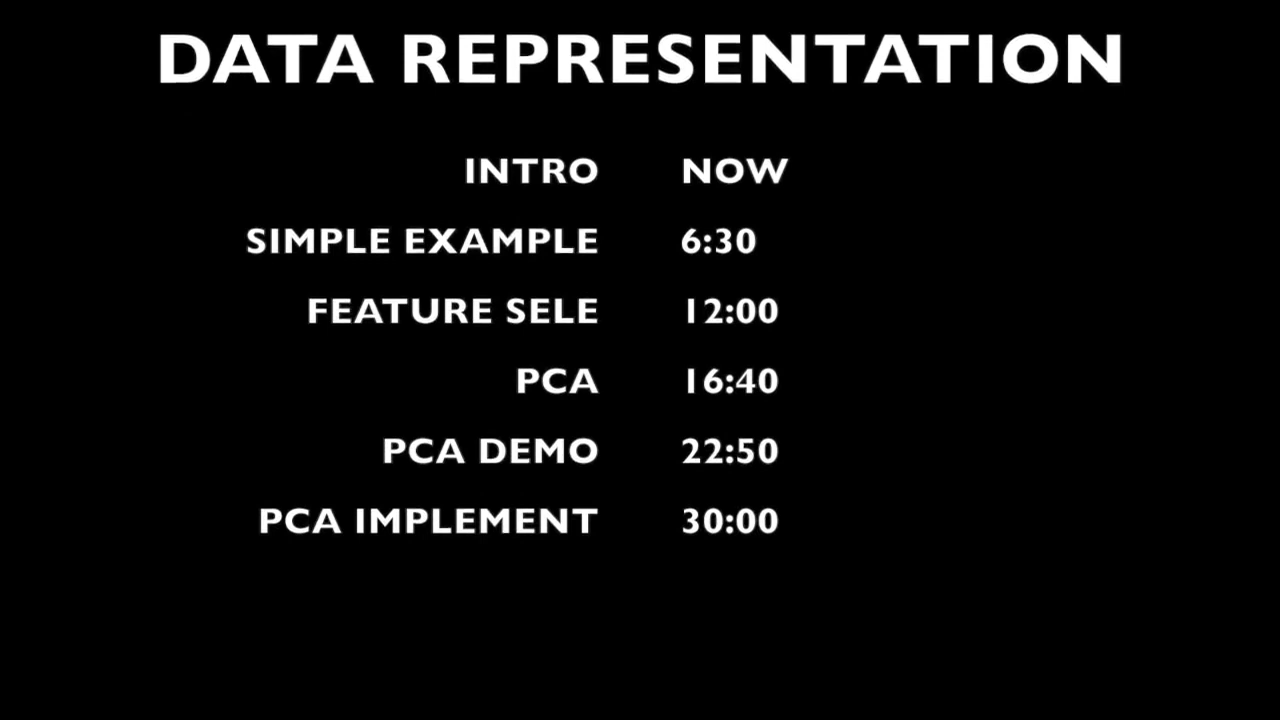 DATA REPRESENTATION
INTRO NOW
SIMPLE EXAMPLE 6:30
FEATURE SELE 12:00
PCA 16:40
PCA DEMO 22:50
PCA IMPLEMENT 30:00